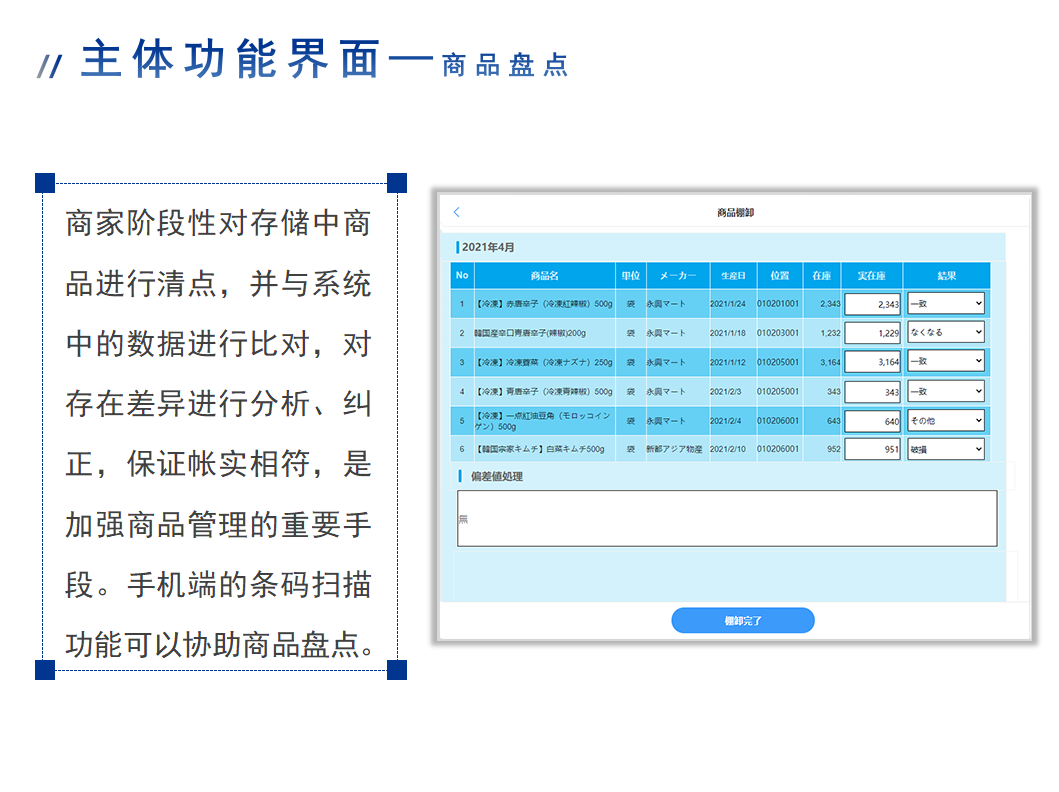 // 主体功能界面—商品盘点
商家阶段性对存储中商
品进行清点，并与系统
中的数据进行比对，对
存在差异进行分析、纠
正，保证帐实相符，是
加强商品管理的重要手
段。手机端的条码扫描
功能可以协助商品盘点。
商品棚卸
2021年4月
No 商品名 単位 メーカー 生産日 位置 在庫 実在庫 結果
1 【冷凍】赤唐辛子（冷凍紅辣椒）500g 袋 永興マート 2021/1/24 010201001 2,343 2,343 一致
2 韓国産辛口青唐辛子(辣椒)200g 袋 永興マート 2021/1/18 010203001 1,232 1,229 なくなる
3 【冷凍】冷凍薺菜（冷凍ナズナ）250g 袋 永興マート 2021/1/12 010205001 3,164 3,164 一致
4 【冷凍】青唐辛子（冷凍青辣椒）500g 袋 永興マート 2021/2/3 010205001 343 343 一致
5 【冷凍】一点紅油豆角（モロッコイン
ゲン）500g 袋 永興マート 2021/2/4 010206001 643 640 その他
6 【韓国宗家キムチ】白菜キムチ500g 袋 新都アジア物産 2021/2/10 010206001 952 951 破損
偏差値処理
無
棚卸完了